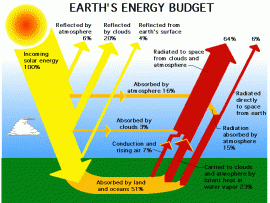 EARTH'S ENERGY BUDGET
Reflected by
atmosphere
6%
Reflected
by clouds
20%
Reflected from
earth's surface
4%
64%
6%
Incoming
solar energy
100%
Radiated to space
from clouds and
atmosphere
Absorbed by
atmosphere 16%
Radiated
directly
to space
from earth
Absorbed by
clouds 3%
Radiation
absorbed by
atmosphere
15%
Conduction and
rising air 7%
Carried to clouds
and atmosphere by
latent heat in
water vapor 23%
Absorbed by land
and oceans 51%